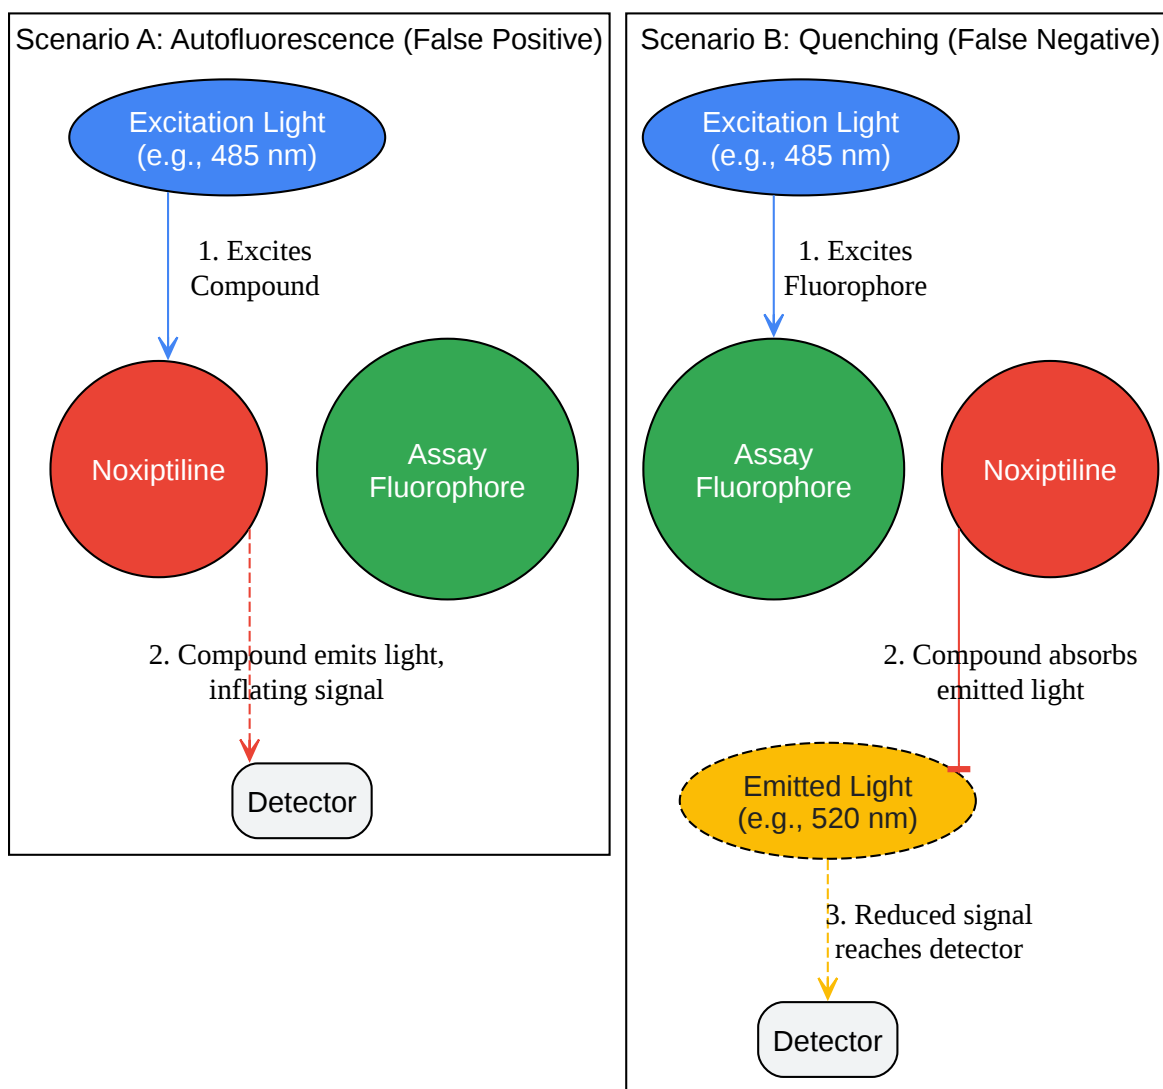 Scenario A: Autofluorescence (False Positive)
Excitation Light
(e.g., 485 nm)
1. Excites
Compound
Noxiptiline
Assay
Fluorophore
2. Compound emits light,
inflating signal
Detector
Scenario B: Quenching (False Negative)
Excitation Light
(e.g., 485 nm)
1. Excites
Fluorophore
Assay
Fluorophore
Noxiptiline
2. Compound absorbs
emitted light
Emitted Light
(e.g., 520 nm)
3. Reduced signal
reaches detector
Detector